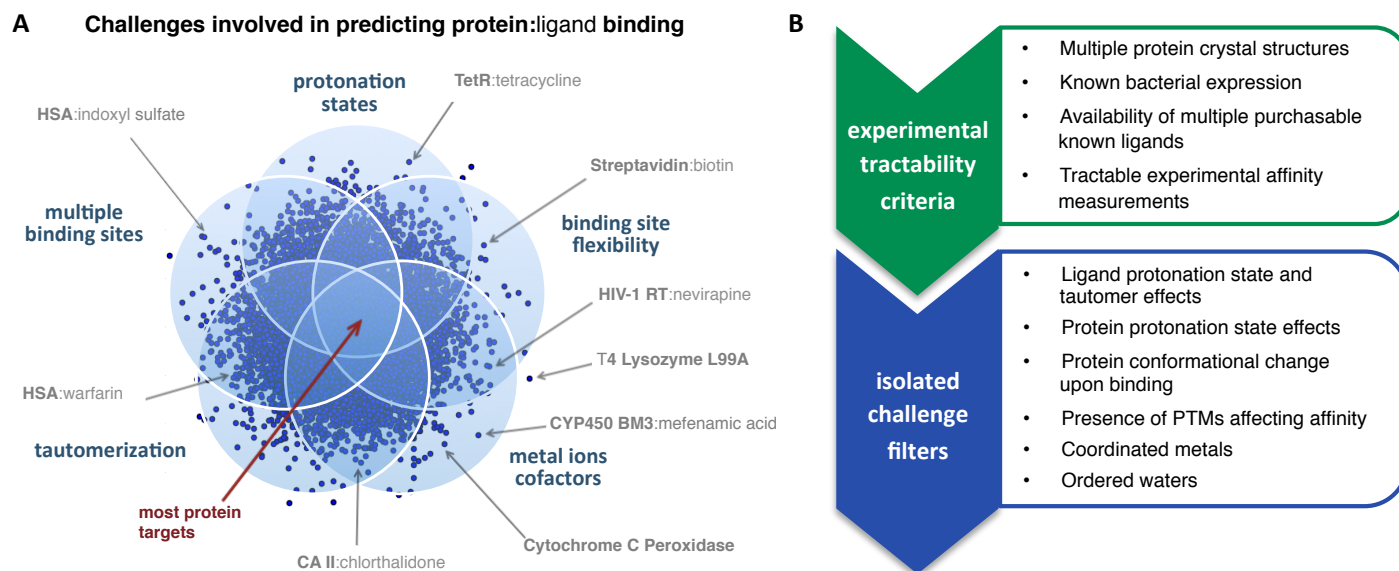 A
Challenges involved in predicting protein:ligand binding
protonation
states
TetR:tetracycline
HSA:indoxyl sulfate
Streptavidin:biotin
multiple
binding sites
binding site
flexibility
HIV-1 RT:nevirapine
T4 Lysozyme L99A
HSA:warfarin
CYP450 BM3:mefenamic acid
tautomerization
metal ions
cofactors
most protein
targets
Cytochrome C Peroxidase
CA II:chlorthalidone
B
experimental
tractability
criteria
• Multiple protein crystal structures
• Known bacterial expression
• Availability of multiple purchasable
known ligands
• Tractable experimental affinity
measurements
isolated
challenge
filters
• Ligand protonation state and
tautomer effects
• Protein protonation state effects
• Protein conformational change
upon binding
• Presence of PTMs affecting affinity
• Coordinated metals
• Ordered waters